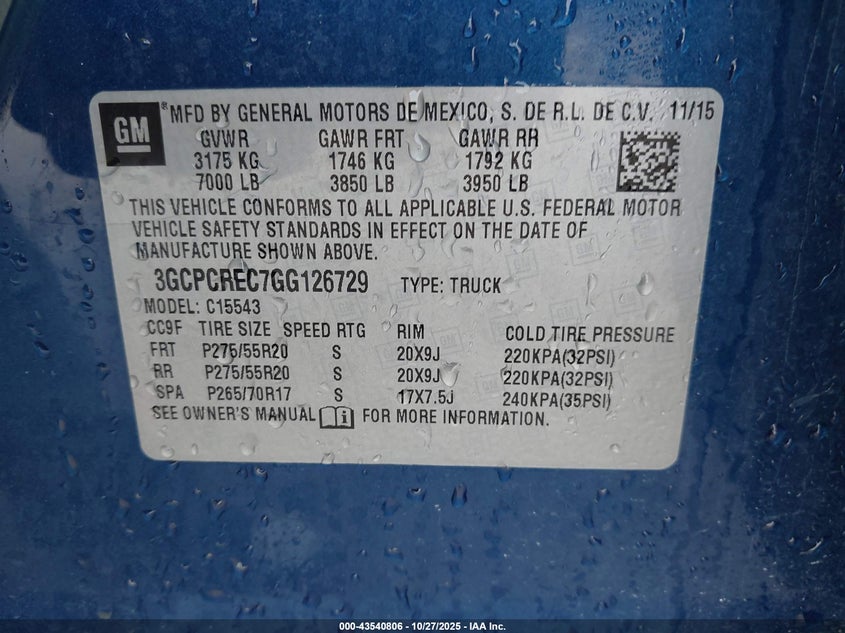 GM ® MFD BY GENERAL MOTORS DE MEXICO, S. DE R.L. DE C.V. 11/15
GVWR GAWR FRT GAWR RR
3175 KG 1746 KG 1792 KG
7000 LB 3850 LB 3950 LB
THIS VEHICLE CONFORMS TO ALL APPLICABLE U.S. FEDERAL MOTOR
VEHICLE SAFETY STANDARDS IN EFFECT ON THE DATE OF
MANUFACTURE SHOWN ABOVE.
3GCPCREC7GG126729 TYPE: TRUCK
MODEL: C15543
CC9F TIRE SIZE SPEED RTG RIM COLD TIRE PRESSURE
FRT P275/55R20 S 20X9J 220KPA(32PSI)
RR P275/55R20 S 20X9J 220KPA(32PSI)
SPA P265/70R17 S 17X7.5J 240KPA(35PSI)
SEE OWNER'S MANUAL i FOR MORE INFORMATION.
000-43540806 - 10/27/2025 - IAA Inc.